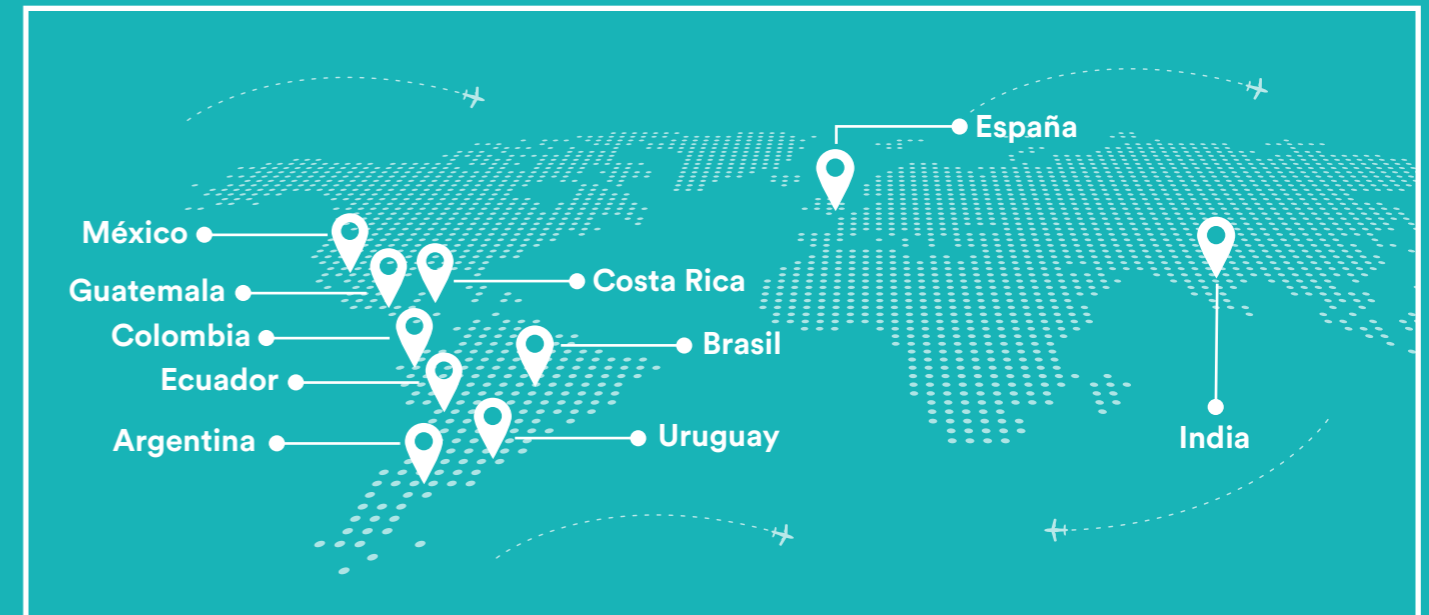 España
México
Guatemala
Costa Rica
Colombia
Brasil
Ecuador
Argentina
Uruguay
India